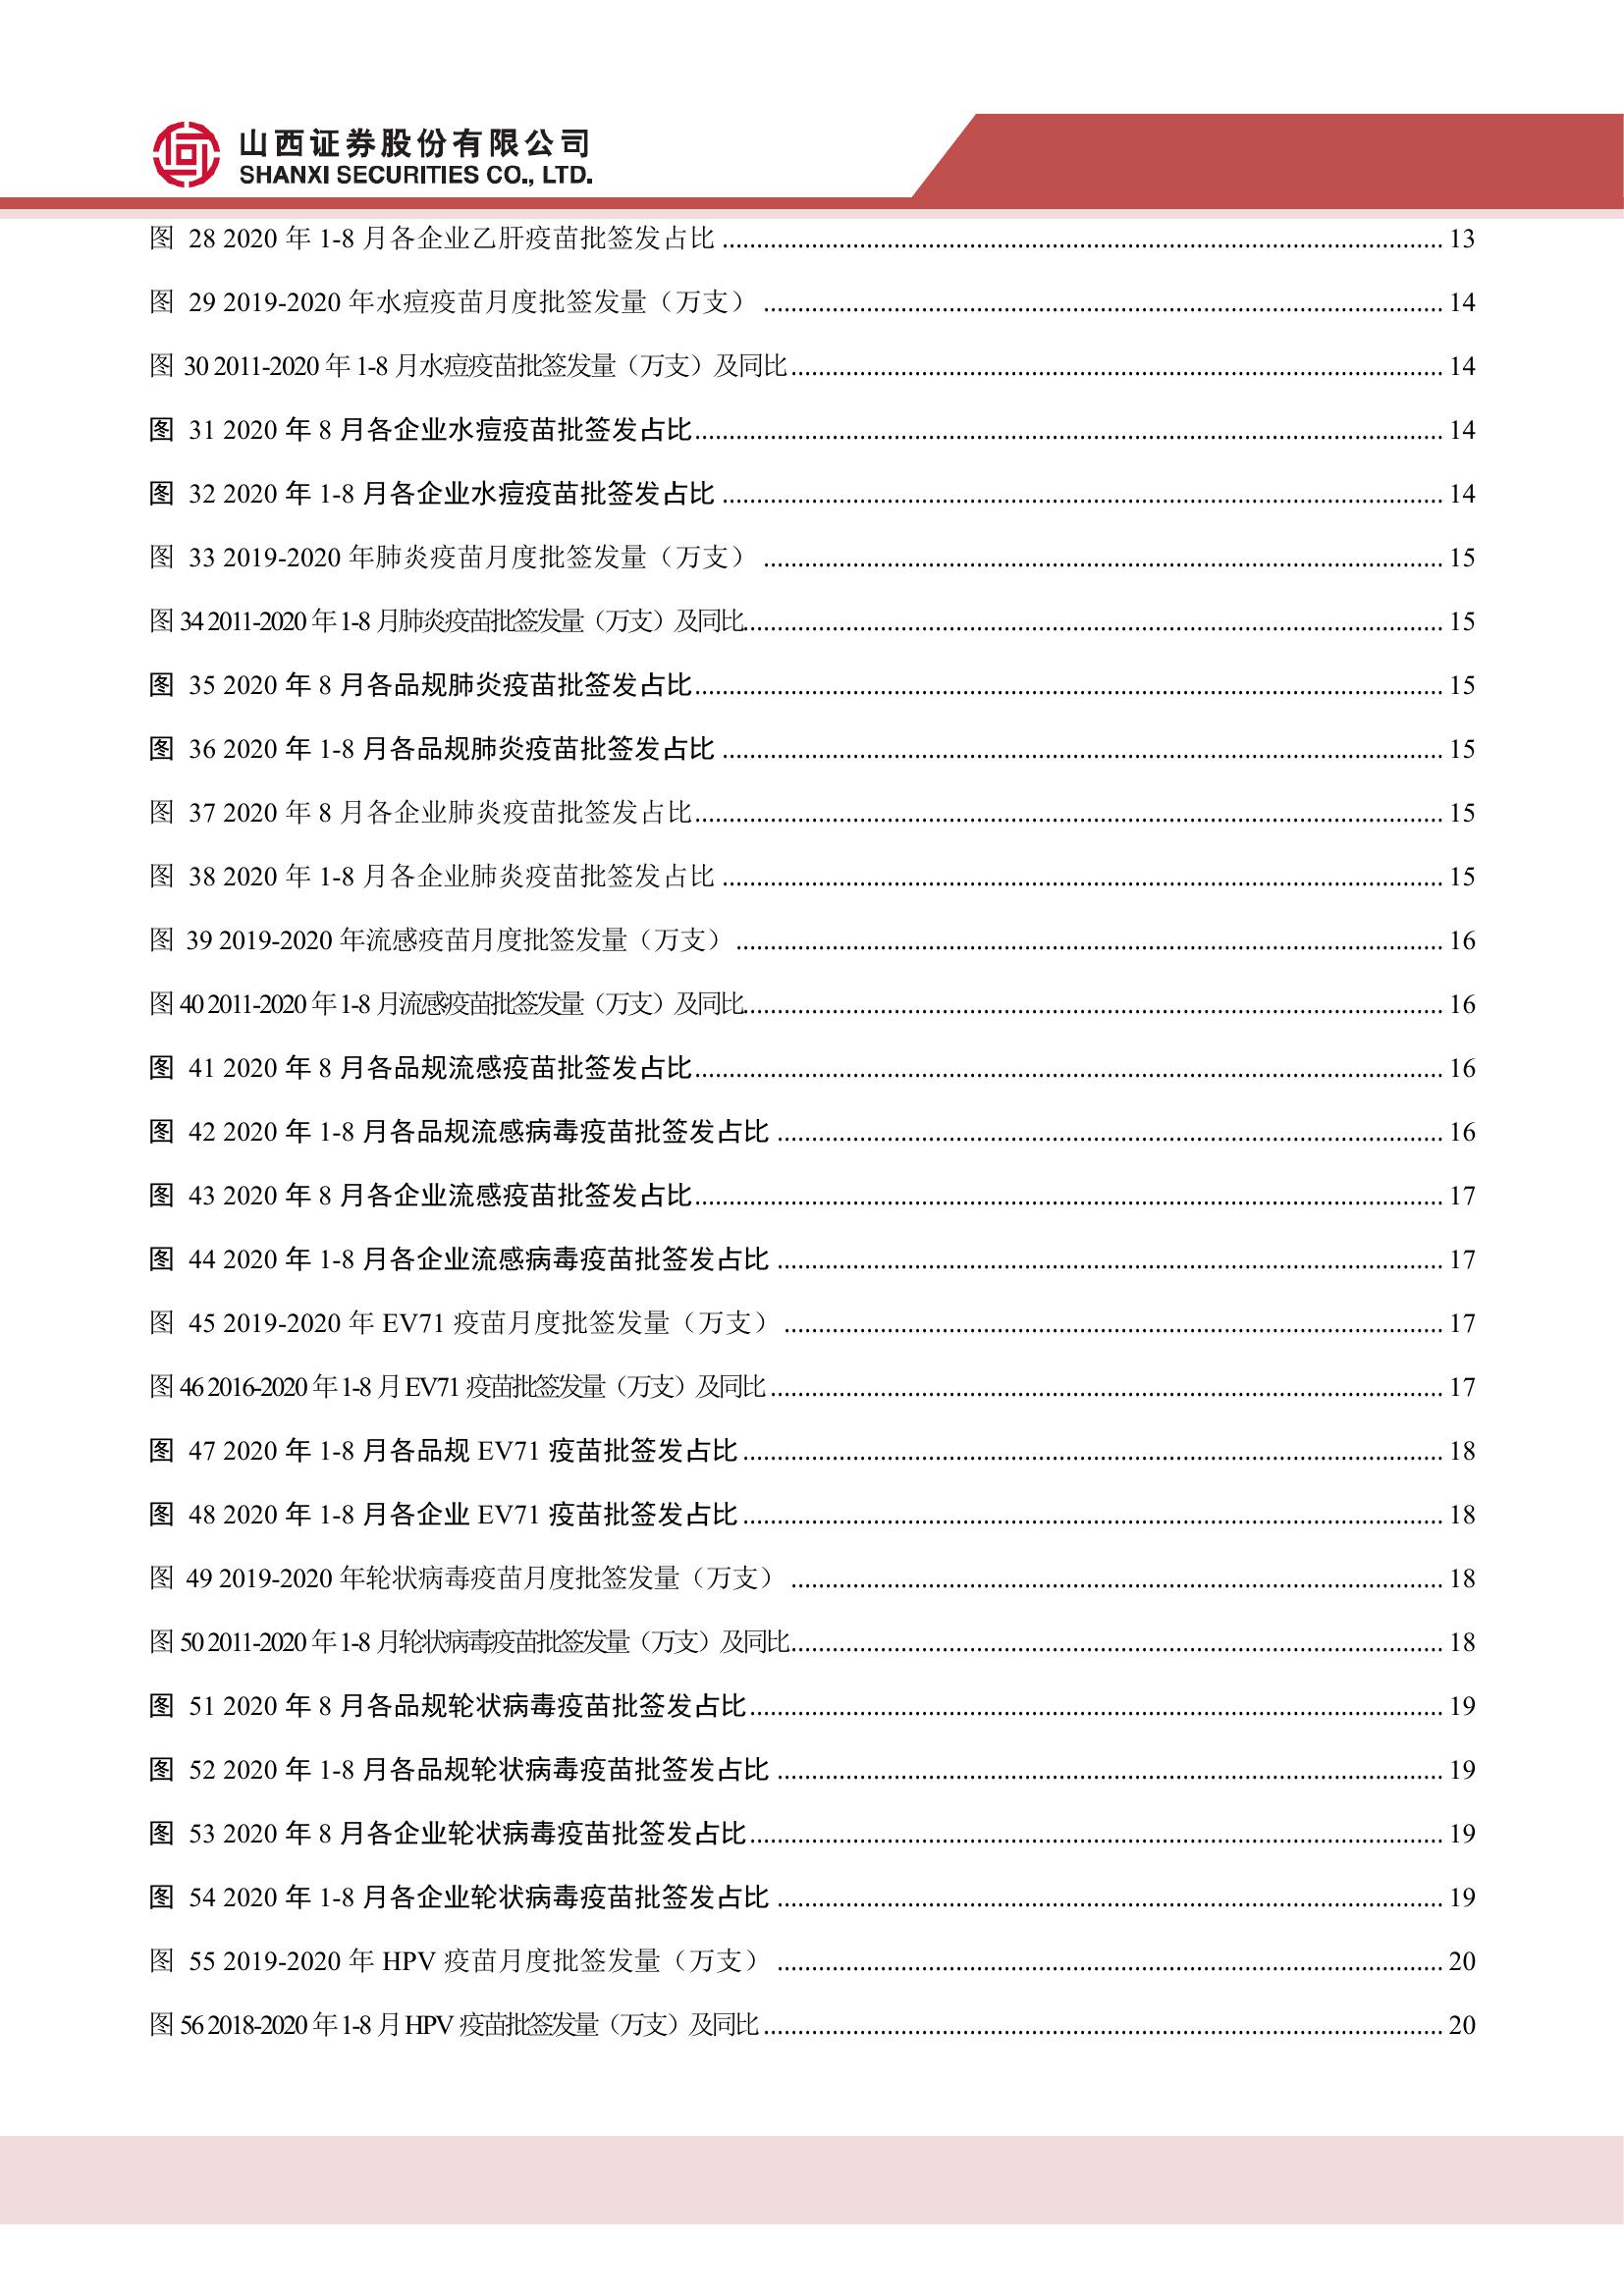 山西证券股份有限公司
SHANXI SECURITIES CO., LTD.
图 28 2020 年 1-8 月各企业乙肝疫苗批签发占比 ........ 13
图 29 2019-2020 年水痘疫苗月度批签发量（万支） ........ 14
图 30 2011-2020 年 1-8 月水痘疫苗批签发量（万支）及同比 ........ 14
图 31 2020 年 8 月各企业水痘疫苗批签发占比 ........ 14
图 32 2020 年 1-8 月各企业水痘疫苗批签发占比 ........ 14
图 33 2019-2020 年肺炎疫苗月度批签发量（万支） ........ 15
图 34 2011-2020 年 1-8 月肺炎疫苗批签发量（万支）及同比 ........ 15
图 35 2020 年 8 月各品规肺炎疫苗批签发占比 ........ 15
图 36 2020 年 1-8 月各品规肺炎疫苗批签发占比 ........ 15
图 37 2020 年 8 月各企业肺炎疫苗批签发占比 ........ 15
图 38 2020 年 1-8 月各企业肺炎疫苗批签发占比 ........ 15
图 39 2019-2020 年流感疫苗月度批签发量（万支） ........ 16
图 40 2011-2020 年 1-8 月流感疫苗批签发量（万支）及同比 ........ 16
图 41 2020 年 8 月各品规流感疫苗批签发占比 ........ 16
图 42 2020 年 1-8 月各品规流感病毒疫苗批签发占比 ........ 16
图 43 2020 年 8 月各企业流感疫苗批签发占比 ........ 17
图 44 2020 年 1-8 月各企业流感病毒疫苗批签发占比 ........ 17
图 45 2019-2020 年 EV71 疫苗月度批签发量（万支） ........ 17
图 46 2016-2020 年 1-8 月 EV71 疫苗批签发量（万支）及同比 ........ 17
图 47 2020 年 1-8 月各品规 EV71 疫苗批签发占比 ........ 18
图 48 2020 年 1-8 月各企业 EV71 疫苗批签发占比 ........ 18
图 49 2019-2020 年轮状病毒疫苗月度批签发量（万支） ........ 18
图 50 2011-2020 年 1-8 月轮状病毒疫苗批签发量（万支）及同比 ........ 18
图 51 2020 年 8 月各品规轮状病毒疫苗批签发占比 ........ 19
图 52 2020 年 1-8 月各品规轮状病毒疫苗批签发占比 ........ 19
图 53 2020 年 8 月各企业轮状病毒疫苗批签发占比 ........ 19
图 54 2020 年 1-8 月各企业轮状病毒疫苗批签发占比 ........ 19
图 55 2019-2020 年 HPV 疫苗月度批签发量（万支） ........ 20
图 56 2018-2020 年 1-8 月 HPV 疫苗批签发量（万支）及同比 ........ 20